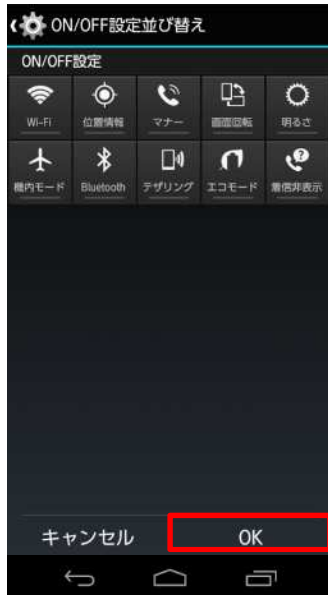 ON/OFF設定並び替え
ON/OFF設定
Wi-Fi 位置情報 マナー 画面回転 明るさ
機内モード Bluetooth テザリング エコモード 着信非表示
キャンセル OK